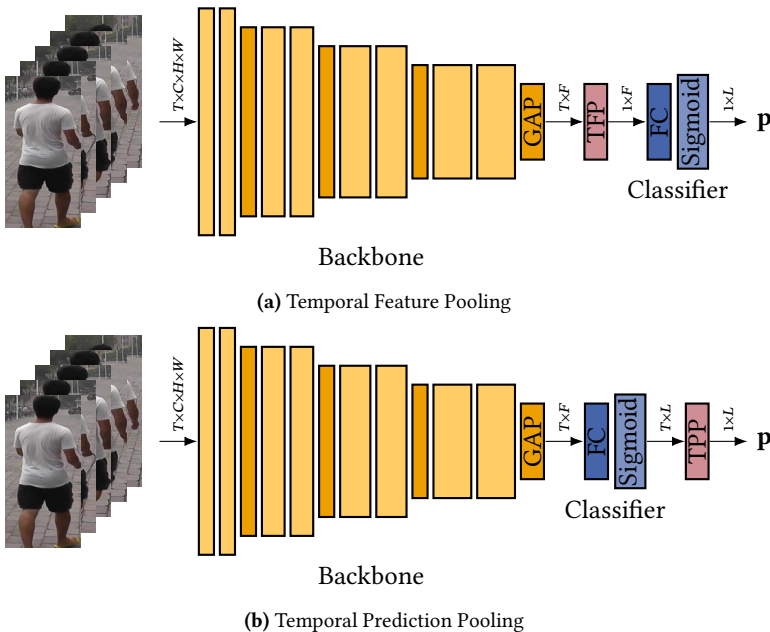 T×C×H×W
GAP
T×F
TFP
1×F
FC
Sigmoid
1×L
p
Classifier
Backbone
(a) Temporal Feature Pooling
T×C×H×W
GAP
T×F
FC
Sigmoid
T×L
TPP
1×L
p
Classifier
Backbone
(b) Temporal Prediction Pooling